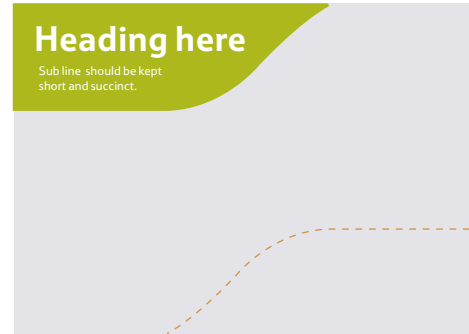 Heading here
Sub line should be kept
short and succinct.